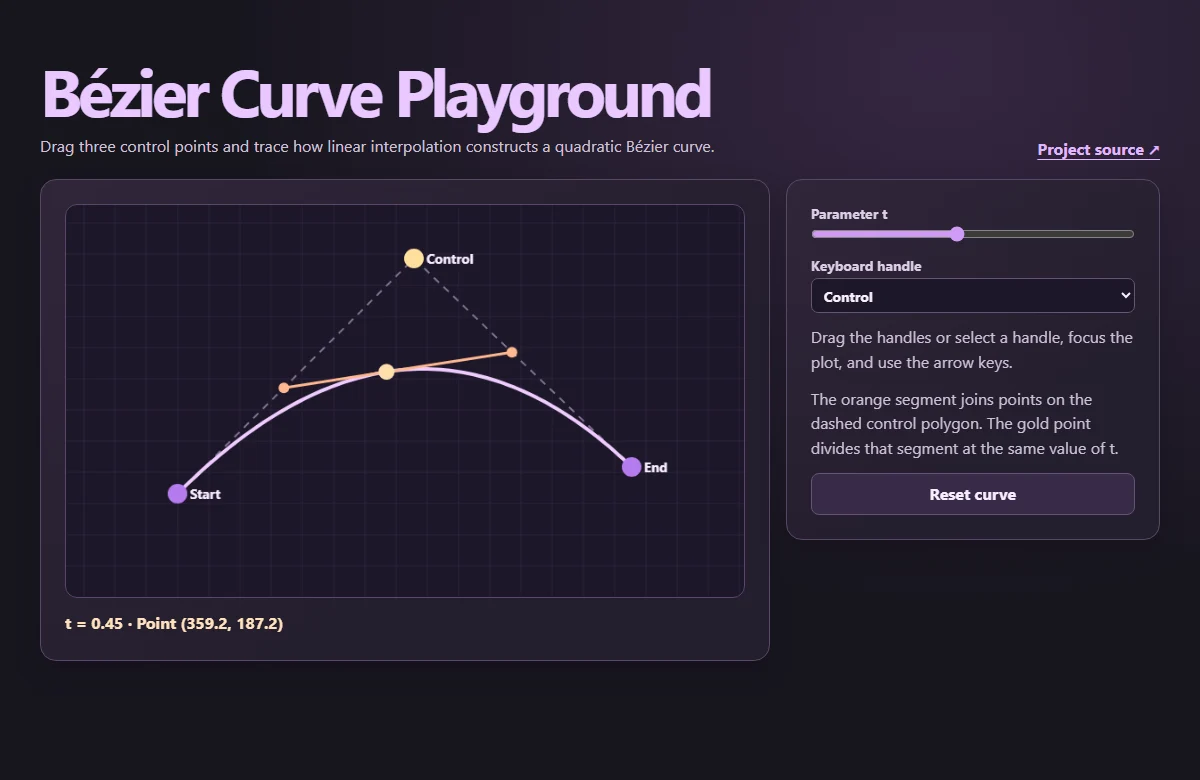 Bézier Curve Playground
Drag three control points and trace how linear interpolation constructs a quadratic Bézier curve.
Project source ↗
Control
Start
End
t = 0.45 · Point (359.2, 187.2)
Parameter t
Keyboard handle
Control
Drag the handles or select a handle, focus the
plot, and use the arrow keys.
The orange segment joins points on the
dashed control polygon. The gold point
divides that segment at the same value of t.
Reset curve